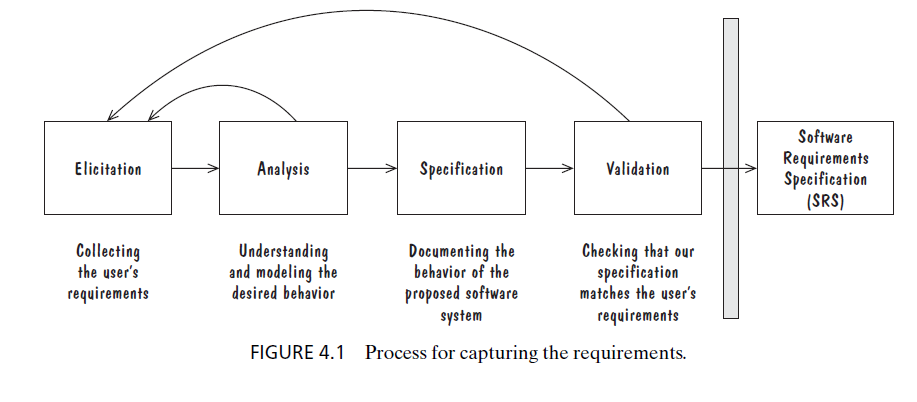 Elicitation
Analysis
Specification
Validation
Software
Requirements
Specification
(SRS)
Collecting
the user's
requirements
Understanding
and modeling the
desired behavior
Documenting the
behavior of the
proposed software
system
Checking that our
specification
matches the user's
requirements
FIGURE 4.1 Process for capturing the requirements.